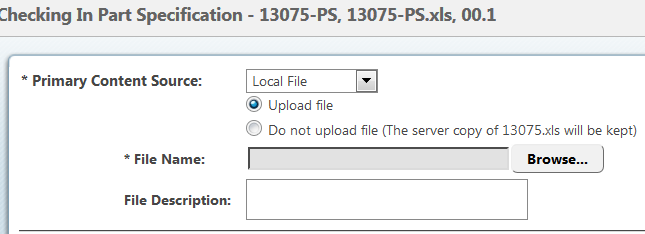 Checking In Part Specification - 13075-PS, 13075-PS.xls, 00.1
* Primary Content Source: Local File
Upload file
Do not upload file (The server copy of 13075.xls will be kept)
* File Name: Browse...
File Description: